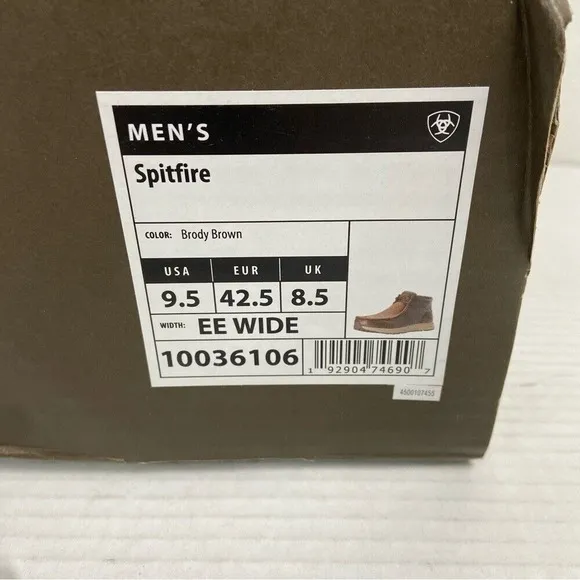 MEN'S
Spitfire
COLOR: Brody Brown
USA EUR UK
9.5 42.5 8.5
WIDTH: EE WIDE
10036106
1 92904 74690 7
4500107455